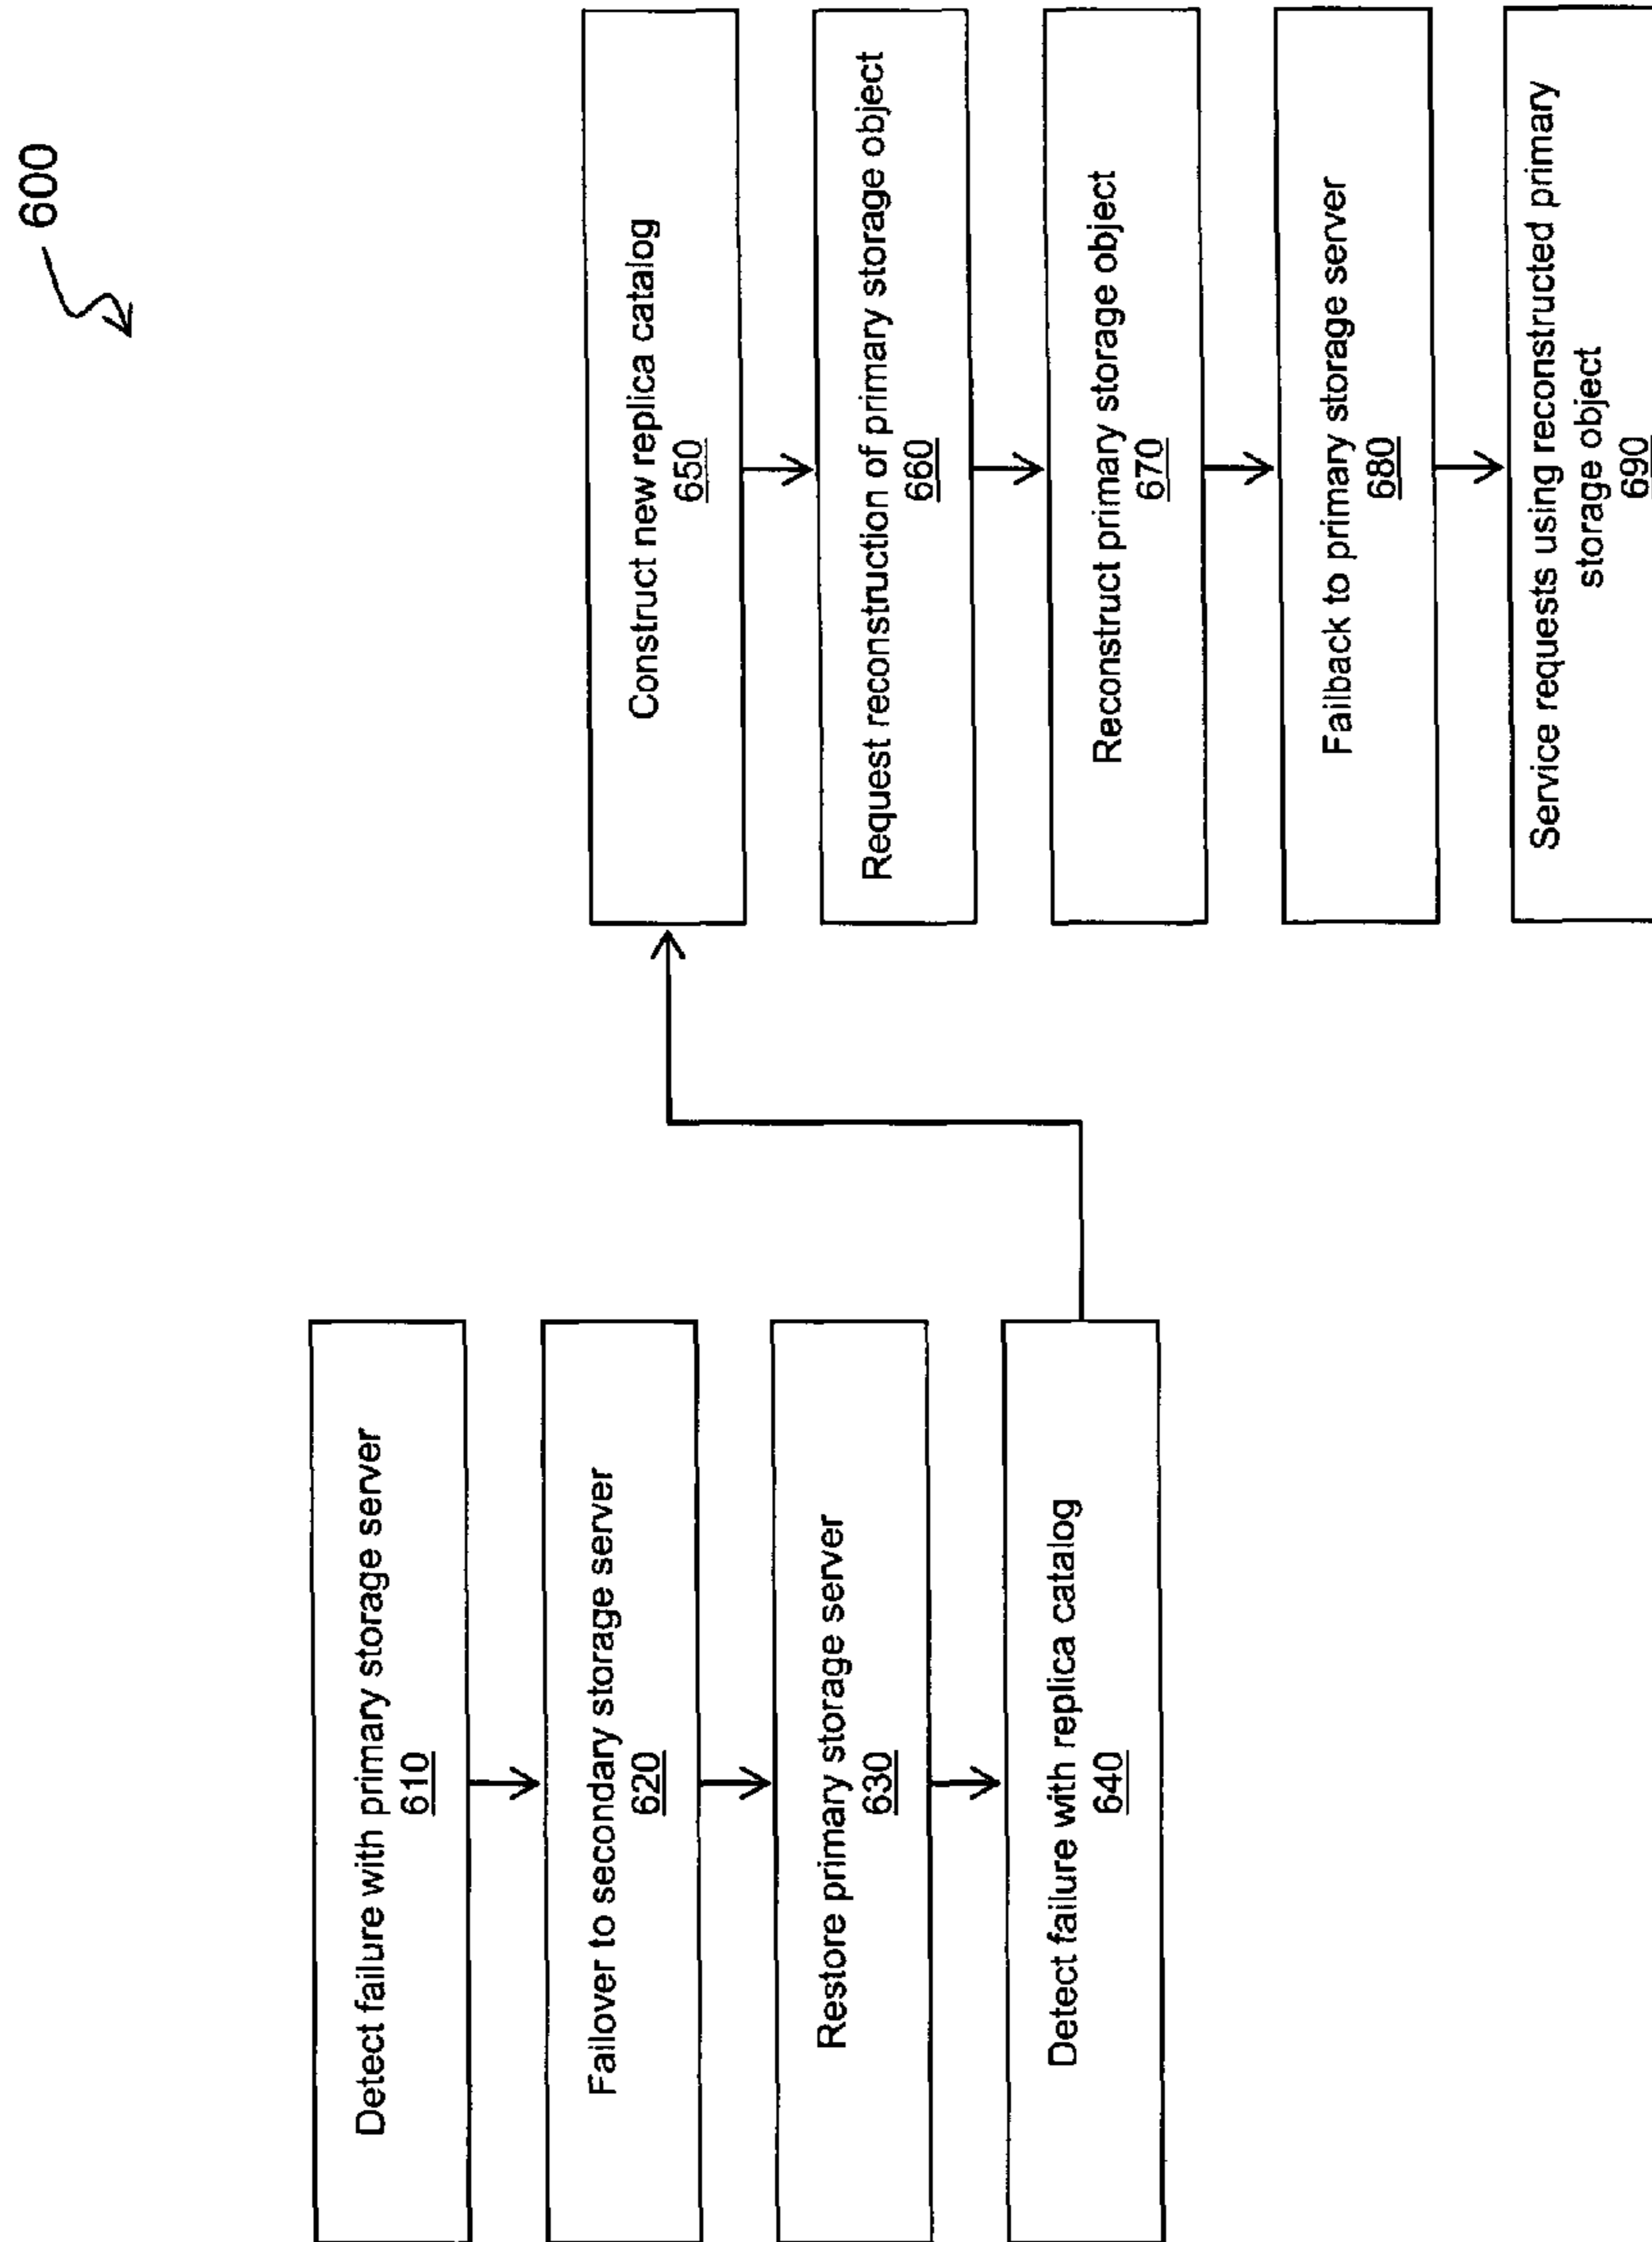 600
Detect failure with primary storage server
610
Failover to secondary storage server
620
Restore primary storage server
630
Detect failure with replica catalog
640
Construct new replica catalog
650
Request reconstruction of primary storage object
660
Reconstruct primary storage object
670
Failback to primary storage server
680
Service requests using reconstructed primary
storage object
690